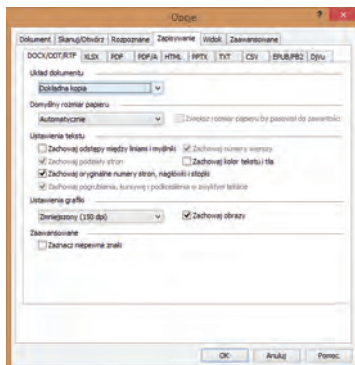 Opcje
? x
Dokument Skanuj/Otwórz Rozpoznaj Zapisywanie Widok Zaawansowane
DOCX/ODT/RTF XLSX PDF PDF/A HTML PPTX TXT CSV EPUB/FB2 DjVu
Układ dokumentu
Dokładna kopia
Domyślny rozmiar papieru
Automatycznie
Zwiększ rozmiar papieru by pasował do zawartości
Ustawienia tekstu
Zachowaj odstępy między liniami i myślniki Zachowaj numery wierszy
Zachowaj podziały stron Zachowaj kolor tekstu i tła
Zachowaj oryginalne numery stron, nagłówki i stopki
Zachowaj pogrubienia, kursywę i podkreślenia w zwykłym tekście
Ustawienia grafiki
Zmniejszony (150 dpi) Zachowaj obrazy
Zaawansowane
Zaznacz niepewne znaki
OK Anuluj Pomoc